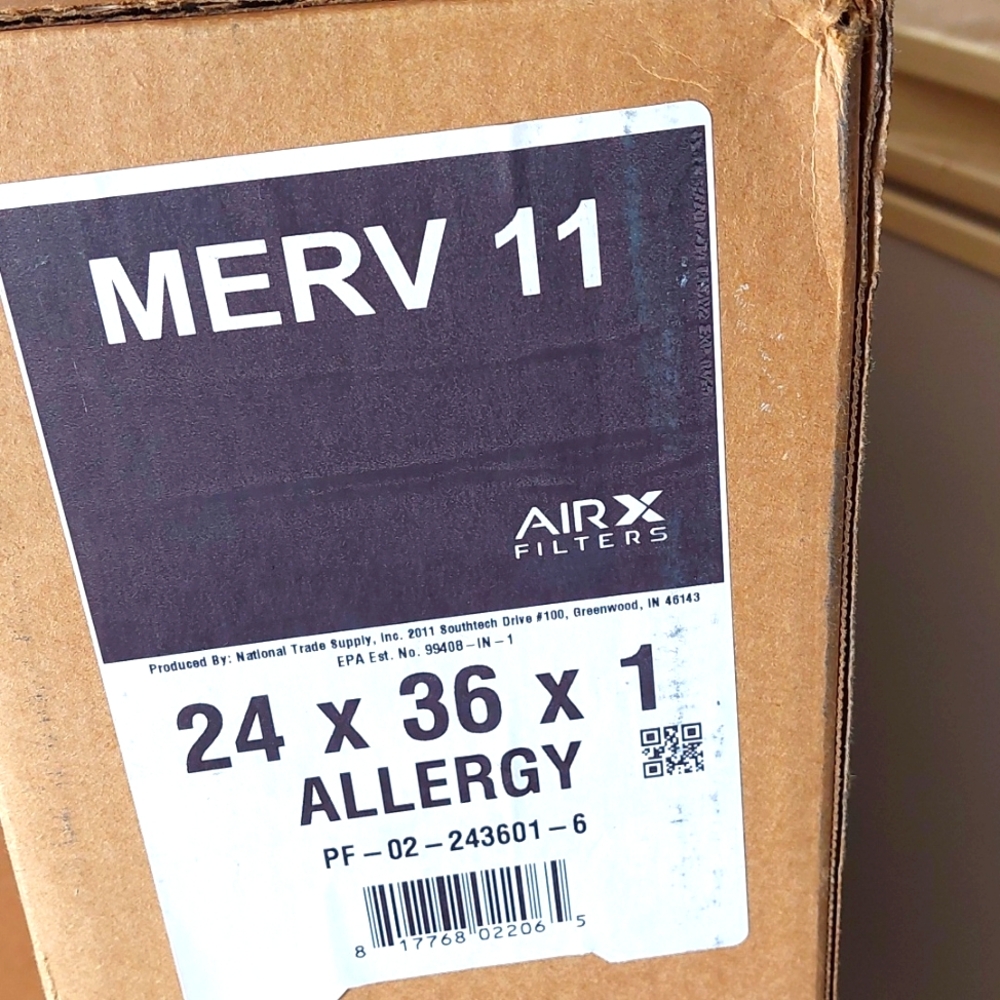 MERV 11
AIRX
FILTERS
Produced By: National Trade Supply, Inc. 2011 Southtech Drive #100, Greenwood, IN 46143
EPA Est. No. 99408-IN-1
24 x 36 x 1
ALLERGY
PF-02-243601-6
8 17768 02206 5